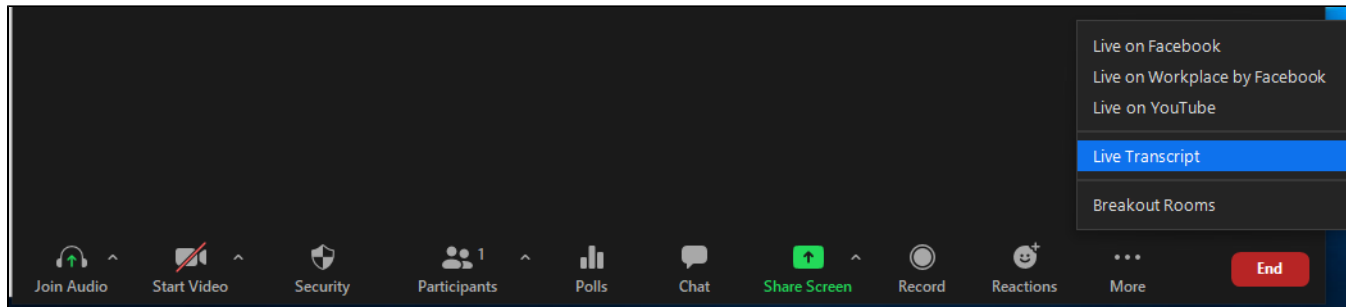 Live on Facebook
Live on Workplace by Facebook
Live on YouTube
Live Transcript
Breakout Rooms
1
Join Audio Start Video Security Participants Polls Chat Share Screen Record Reactions More End